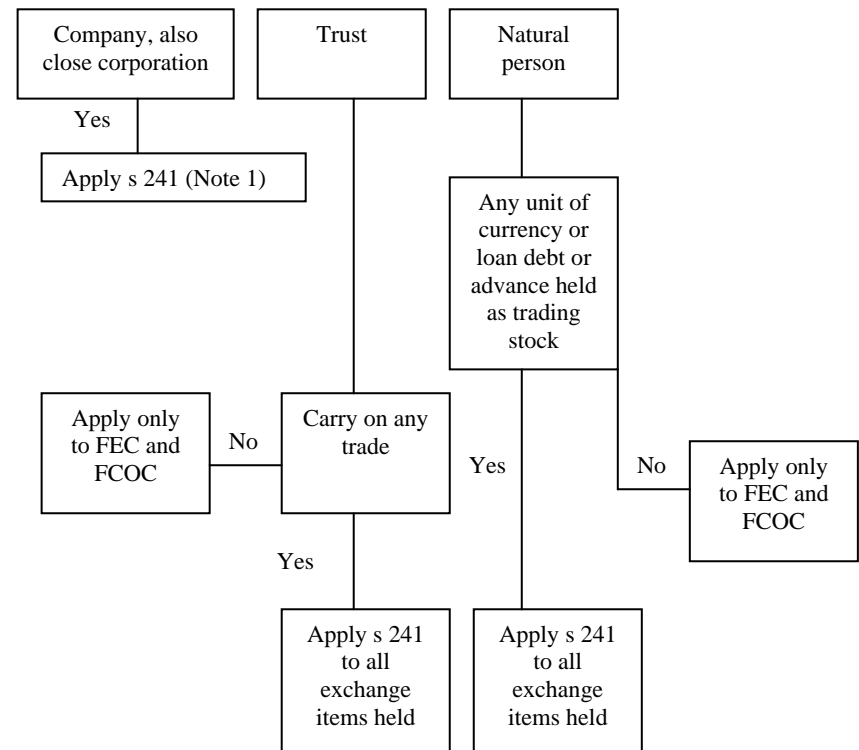 Company, also
close corporation
Trust
Natural
person
Yes
Apply s 241 (Note 1)
Any unit of
currency or
loan debt or
advance held
as trading
stock
Apply only
to FEC and
FCOC
No
Carry on any
trade
Yes
No
Apply only
to FEC and
FCOC
Yes
Apply s 241
to all
exchange
items held
Apply s 241
to all
exchange
items held